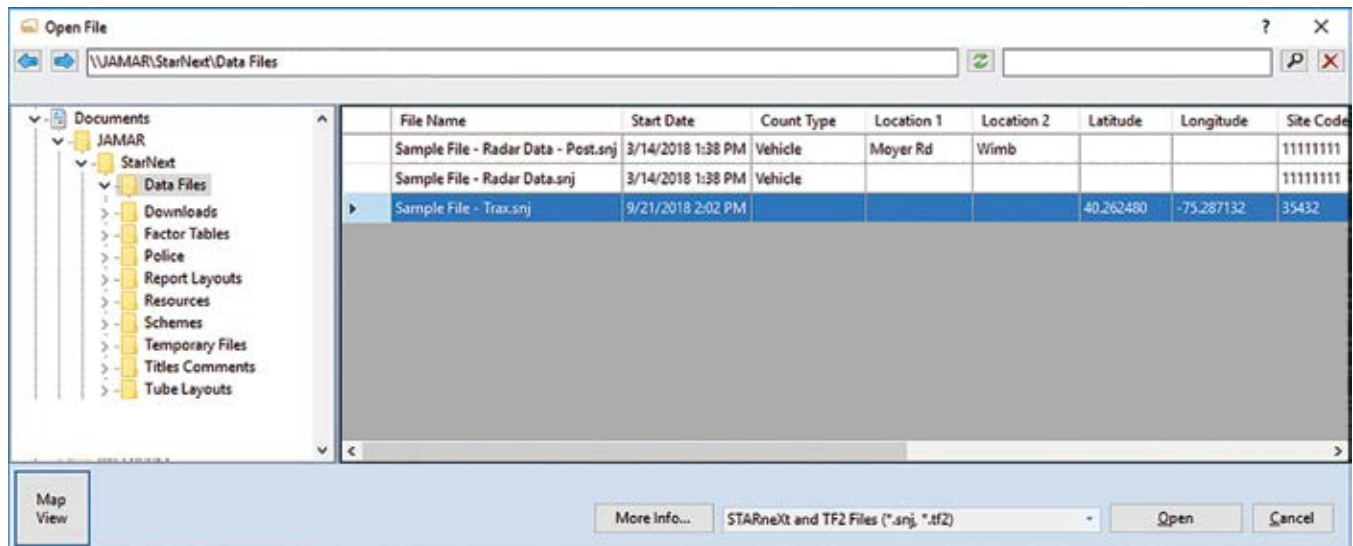 Open File ? X
\\JAMAR\StarNext\Data Files
Documents
JAMAR
StarNext
Data Files
Downloads
Factor Tables
Police
Report Layouts
Resources
Schemes
Temporary Files
Titles Comments
Tube Layouts
File Name Start Date Count Type Location 1 Location 2 Latitude Longitude Site Code
Sample File - Radar Data - Post.snj 3/14/2018 1:38 PM Vehicle Moyer Rd Wimb 11111111
Sample File - Radar Data.snj 3/14/2018 1:38 PM Vehicle 11111111
Sample File - Trax.snj 9/21/2018 2:02 PM 40.262480 -75.287132 35432
Map
View
More Info... STARneXt and TF2 Files (*.snj, *.tf2) Open Cancel